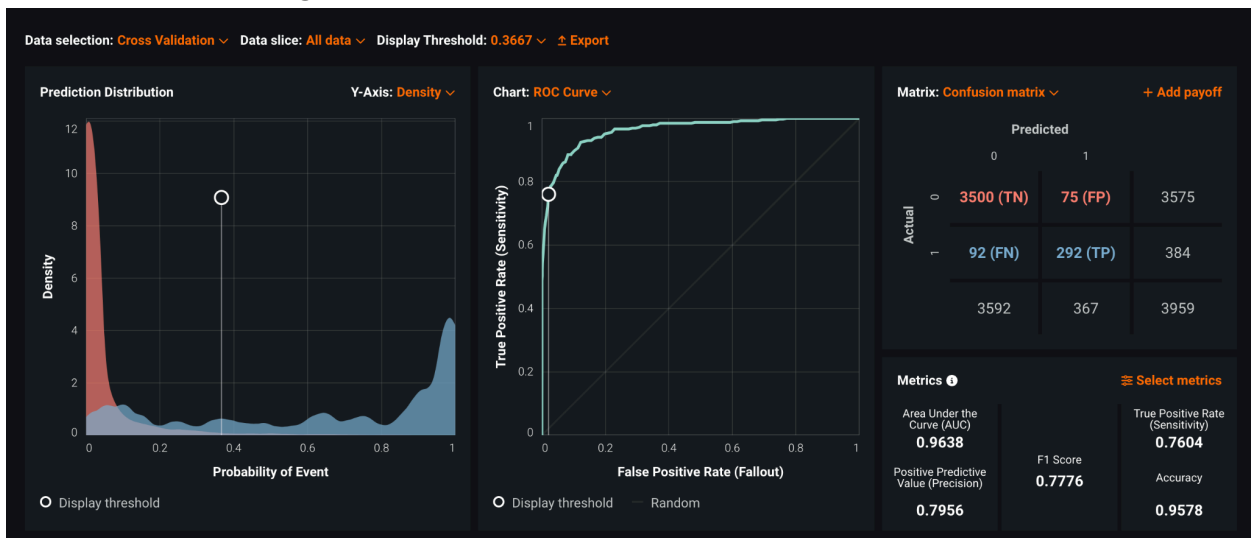 Data selection: Cross Validation Data slice: All data Display Threshold: 0.3667 Export
Prediction Distribution
Y-Axis: Density
12
10
8
6
4
2
0
Density
0 0.2 0.4 0.6 0.8 1
Probability of Event
Display threshold
Chart: ROC Curve
1
0.8
0.6
0.4
0.2
0
True Positive Rate (Sensitivity)
0 0.2 0.4 0.6 0.8 1
False Positive Rate (Fallout)
Display threshold — Random
Matrix: Confusion matrix
+ Add payoff
Predicted
0 1
Actual
0 3500 (TN) 75 (FP) 3575
1 92 (FN) 292 (TP) 384
3592 367 3959
Metrics
Select metrics
Area Under the
Curve (AUC)
0.9638
Positive Predictive
Value (Precision)
0.7956
F1 Score
0.7776
True Positive Rate
(Sensitivity)
0.7604
Accuracy
0.9578